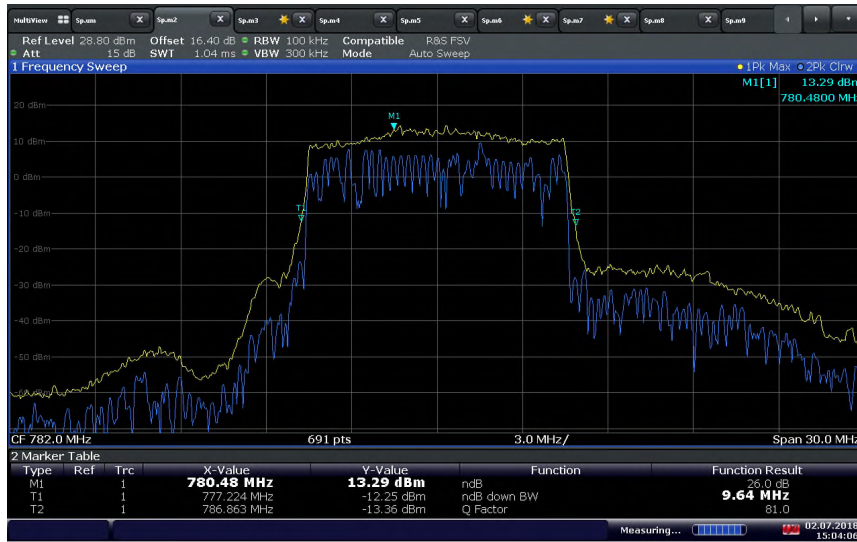 MultiView Sp.um X Sp.m2 X Sp.m3 X Sp.m4 X Sp.m5 X Sp.m6 X Sp.m7 X Sp.m8 X Sp.m9
Ref Level 28.80 dBm Offset 16.40 dB RBW 100 kHz Compatible R&S FSV
Att 15 dB SWT 1.04 ms VBW 300 kHz Mode Auto Sweep
1 Frequency Sweep 1Pk Max 2Pk Clrw
M1[1] 13.29 dBm
780.4800 MHz
20 dBm
M1
10 dBm
0 dBm
T1 T2
-10 dBm
-20 dBm
-30 dBm
-40 dBm
-50 dBm
-60 dBm
CF 782.0 MHz 691 pts 3.0 MHz/ Span 30.0 MHz
2 Marker Table
Type Ref Trc X-Value Y-Value Function Function Result
M1 1 780.48 MHz 13.29 dBm ndB 26.0 dB
T1 1 777.224 MHz -12.25 dBm ndB down BW 9.64 MHz
T2 1 786.863 MHz -13.36 dBm Q Factor 81.0
Measuring... 02.07.2018
15:04:06